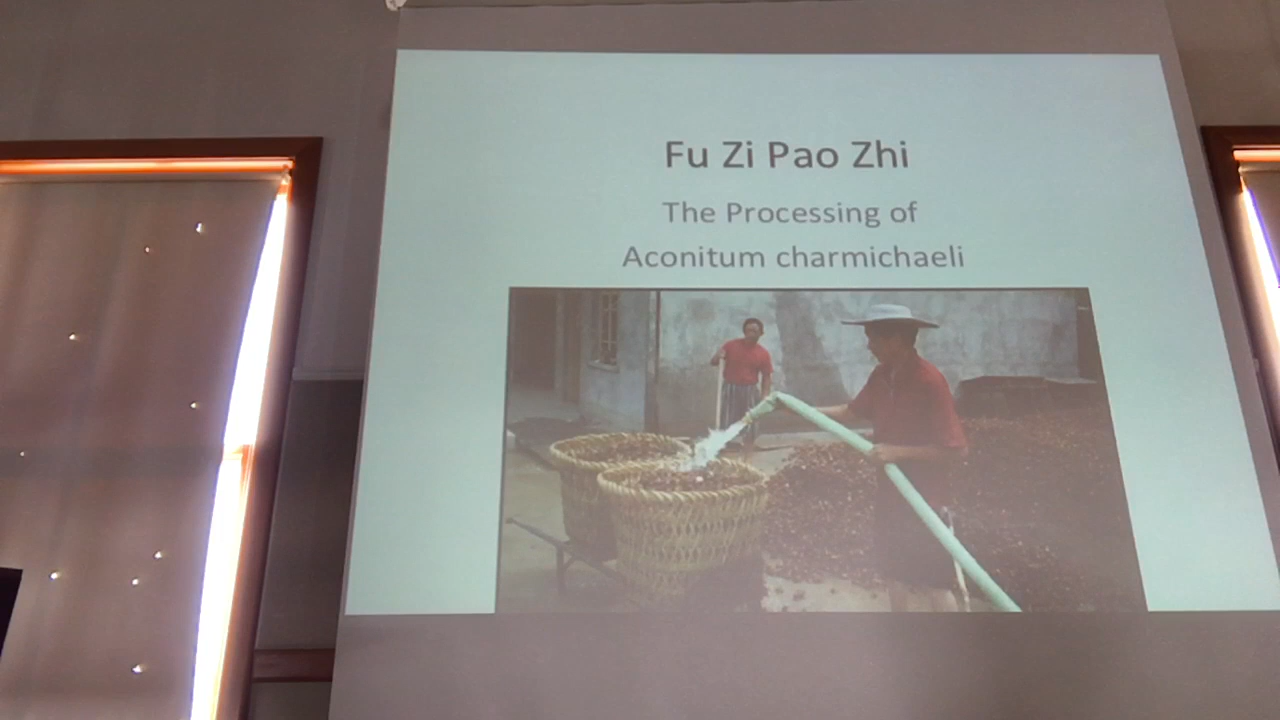 Fu Zi Pao Zhi
The Processing of
Aconitum charmichaeli